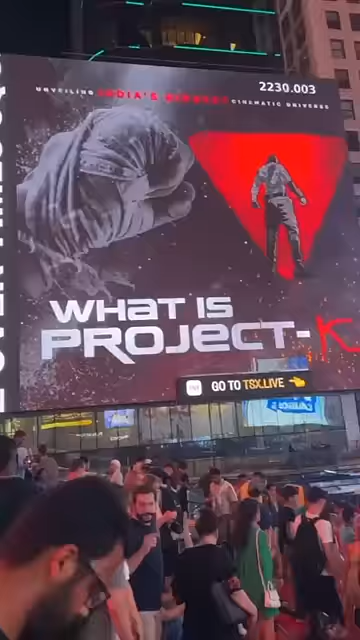 2230.003
UNVEILING INDIA'S BIGGEST CINEMATIC UNIVERSE
WHAT IS
PROJECT-K
GO TO TSX.LIVE 👈